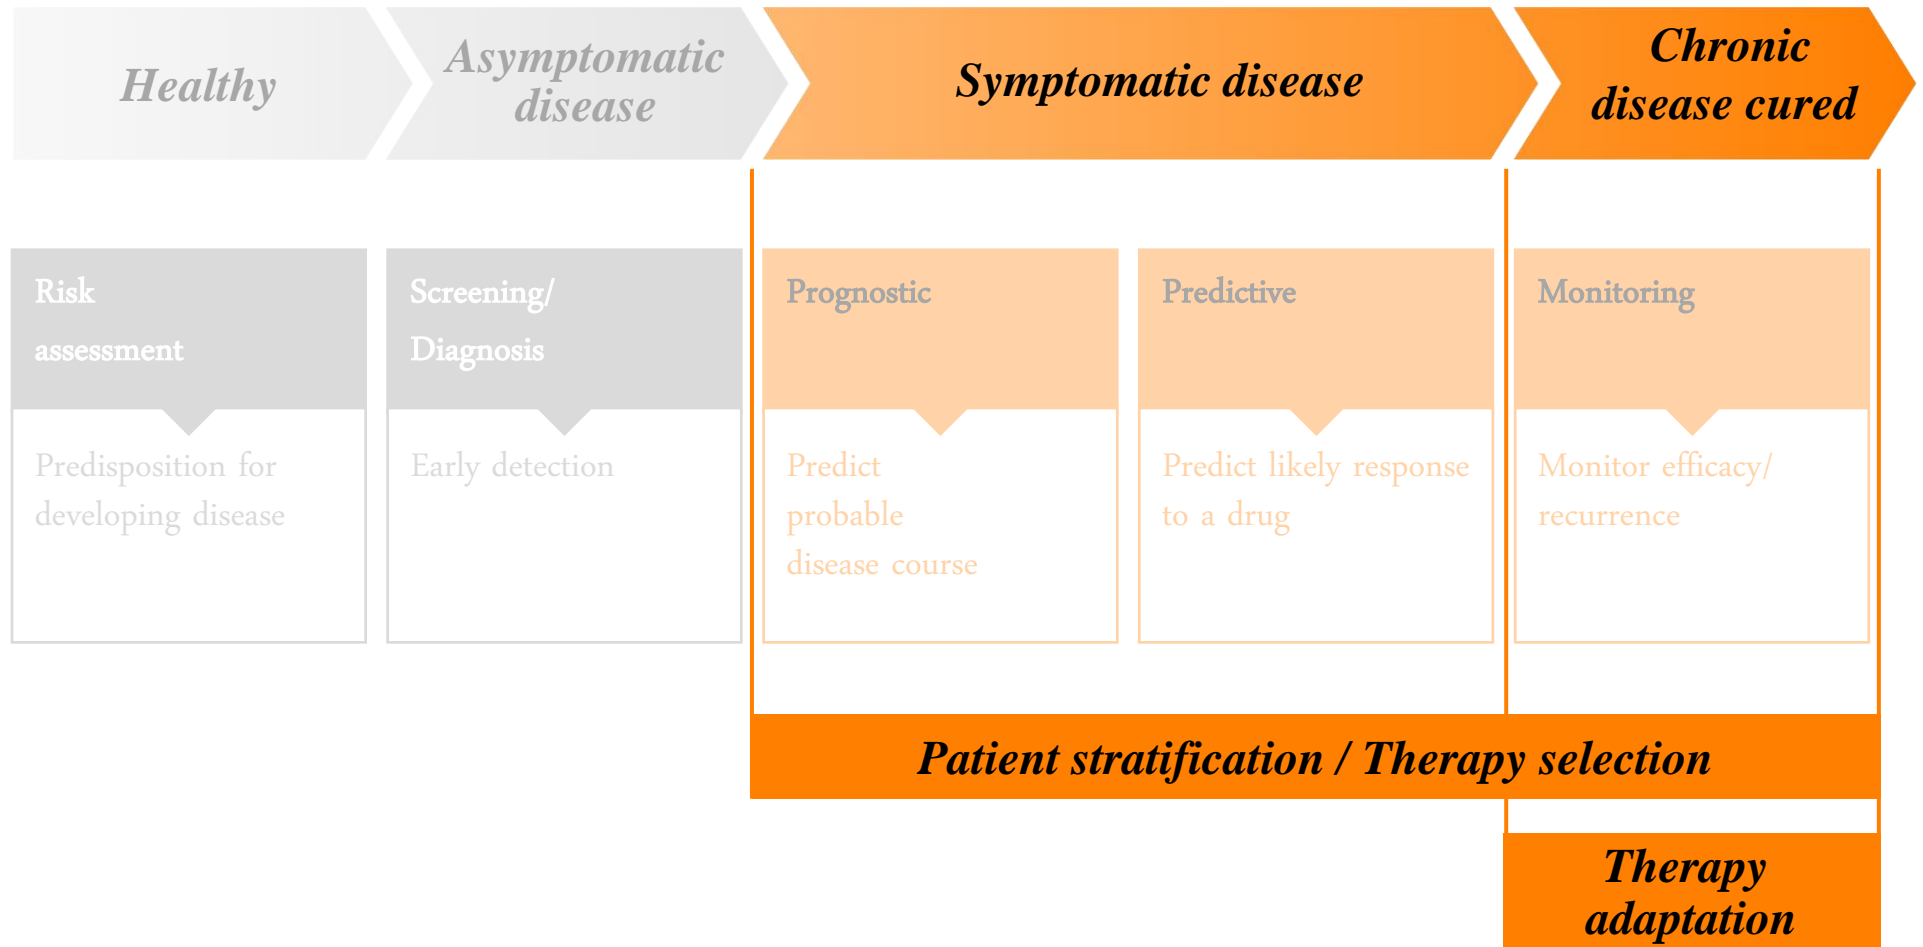 Healthy
Asymptomatic
disease
Symptomatic disease
Chronic
disease cured
Risk
assessment
Predisposition for
developing disease
Screening/
Diagnosis
Early detection
Prognostic
Predict
probable
disease course
Predictive
Predict likely response
to a drug
Monitoring
Monitor efficacy/
recurrence
Patient stratification / Therapy selection
Therapy
adaptation